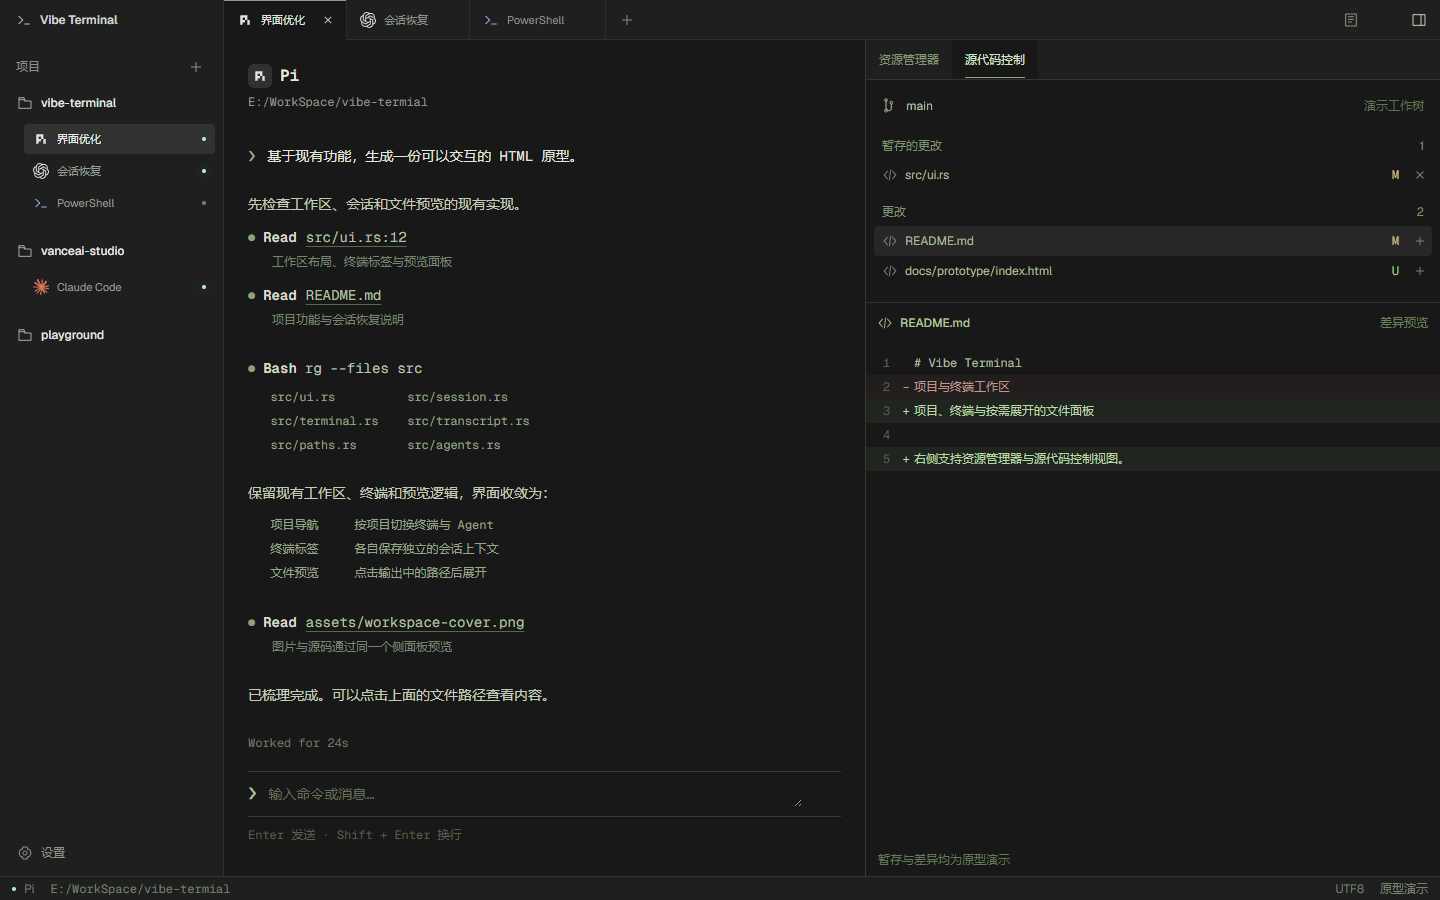 Vibe Terminal
界面优化
会话恢复
PowerShell
项目
vibe-terminal
界面优化
会话恢复
PowerShell
vanceai-studio
Claude Code
playground
设置
Pi
E:/WorkSpace/vibe-termial
❯ 基于现有功能，生成一份可以交互的 HTML 原型。
先检查工作区、会话和文件预览的现有实现。
Read src/ui.rs:12
工作区布局、终端标签与预览面板
Read README.md
项目功能与会话恢复说明
Bash rg --files src
src/ui.rs src/session.rs
src/terminal.rs src/transcript.rs
src/paths.rs src/agents.rs
保留现有工作区、终端和预览逻辑，界面收敛为：
项目导航 按项目切换终端与 Agent
终端标签 各自保存独立的会话上下文
文件预览 点击输出中的路径后展开
Read assets/workspace-cover.png
图片与源码通过同一个侧面板预览
已梳理完成。可以点击上面的文件路径查看内容。
Worked for 24s
❯ 输入命令或消息…
Enter 发送 · Shift + Enter 换行
资源管理器 源代码控制
main 演示工作树
暂存的更改 1
src/ui.rs M
更改 2
README.md M
docs/prototype/index.html U
README.md 差异预览
1 # Vibe Terminal
2 - 项目与终端工作区
3 + 项目、终端与按需展开的文件面板
4
5 + 右侧支持资源管理器与源代码控制视图。
暂存与差异均为原型演示
Pi E:/WorkSpace/vibe-termial
UTF8 原型演示